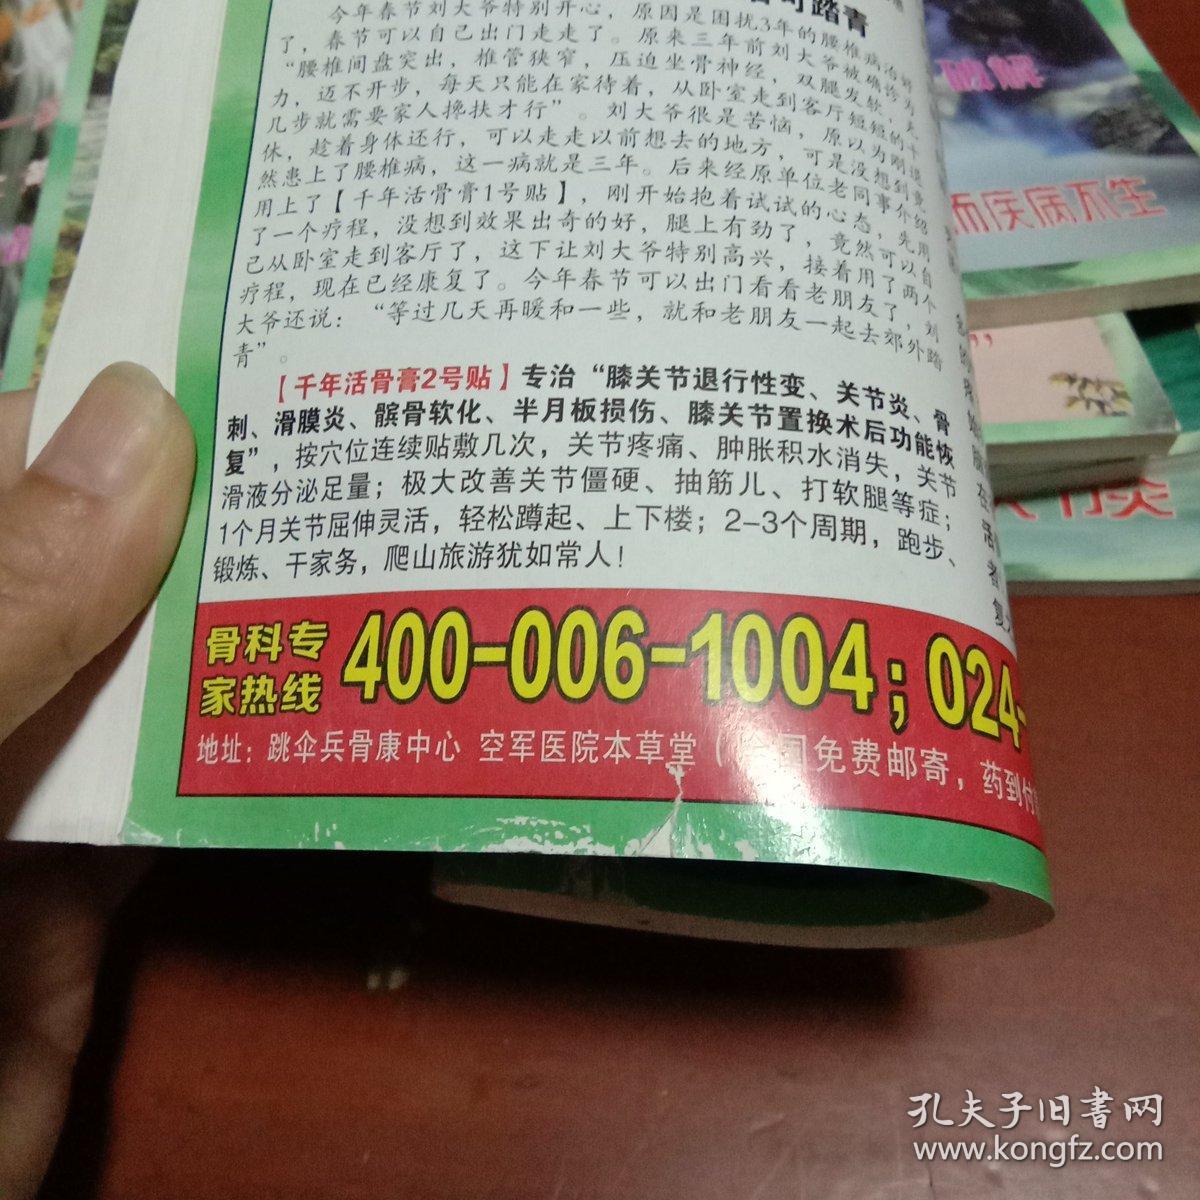 踏青
今年春节刘大爷特别开心，原因是困扰3年的腰椎病治好
了，春节可以自己出门走走了。原来三年前刘大爷被确诊为
“腰椎间盘突出，椎管狭窄，压迫坐骨神经，双腿发软，无
力，迈不开步，每天只能在家待着，从卧室走到客厅短短的十
几步就需要家人搀扶才行”。刘大爷很是苦恼，原以为刚退
休，趁着身体还行，可以走走以前想去的地方，可是没想到竟
然患上了腰椎病，这一病就是三年。后来经原单位老同事介绍
用上了【千年活骨膏1号贴】，刚开始抱着试试的心态，先用
了一个疗程，没想到效果出奇的好，腿上有劲了，竟然可以自
己从卧室走到客厅了，这下让刘大爷特别高兴，接着用了两个
疗程，现在已经康复了。今年春节可以出门看看老朋友了，刘
大爷还说：“等过几天再暖和一些，就和老朋友一起去郊外踏
青”。
【千年活骨膏2号贴】专治“膝关节退行性变、关节炎、骨
刺、滑膜炎、髌骨软化、半月板损伤、膝关节置换术后功能恢
复”，按穴位连续贴敷几次，关节疼痛、肿胀积水消失，关节
滑液分泌足量；极大改善关节僵硬、抽筋儿、打软腿等症；
1个月关节屈伸灵活，轻松蹲起、上下楼；2-3个周期，跑步、
锻炼、干家务，爬山旅游犹如常人！
骨科专
家热线
400-006-1004；024-
地址：跳伞兵骨康中心 空军医院本草堂（全国免费邮寄，药到付
破解
而疾病不生
孔夫子旧书网
www.kongfz.com